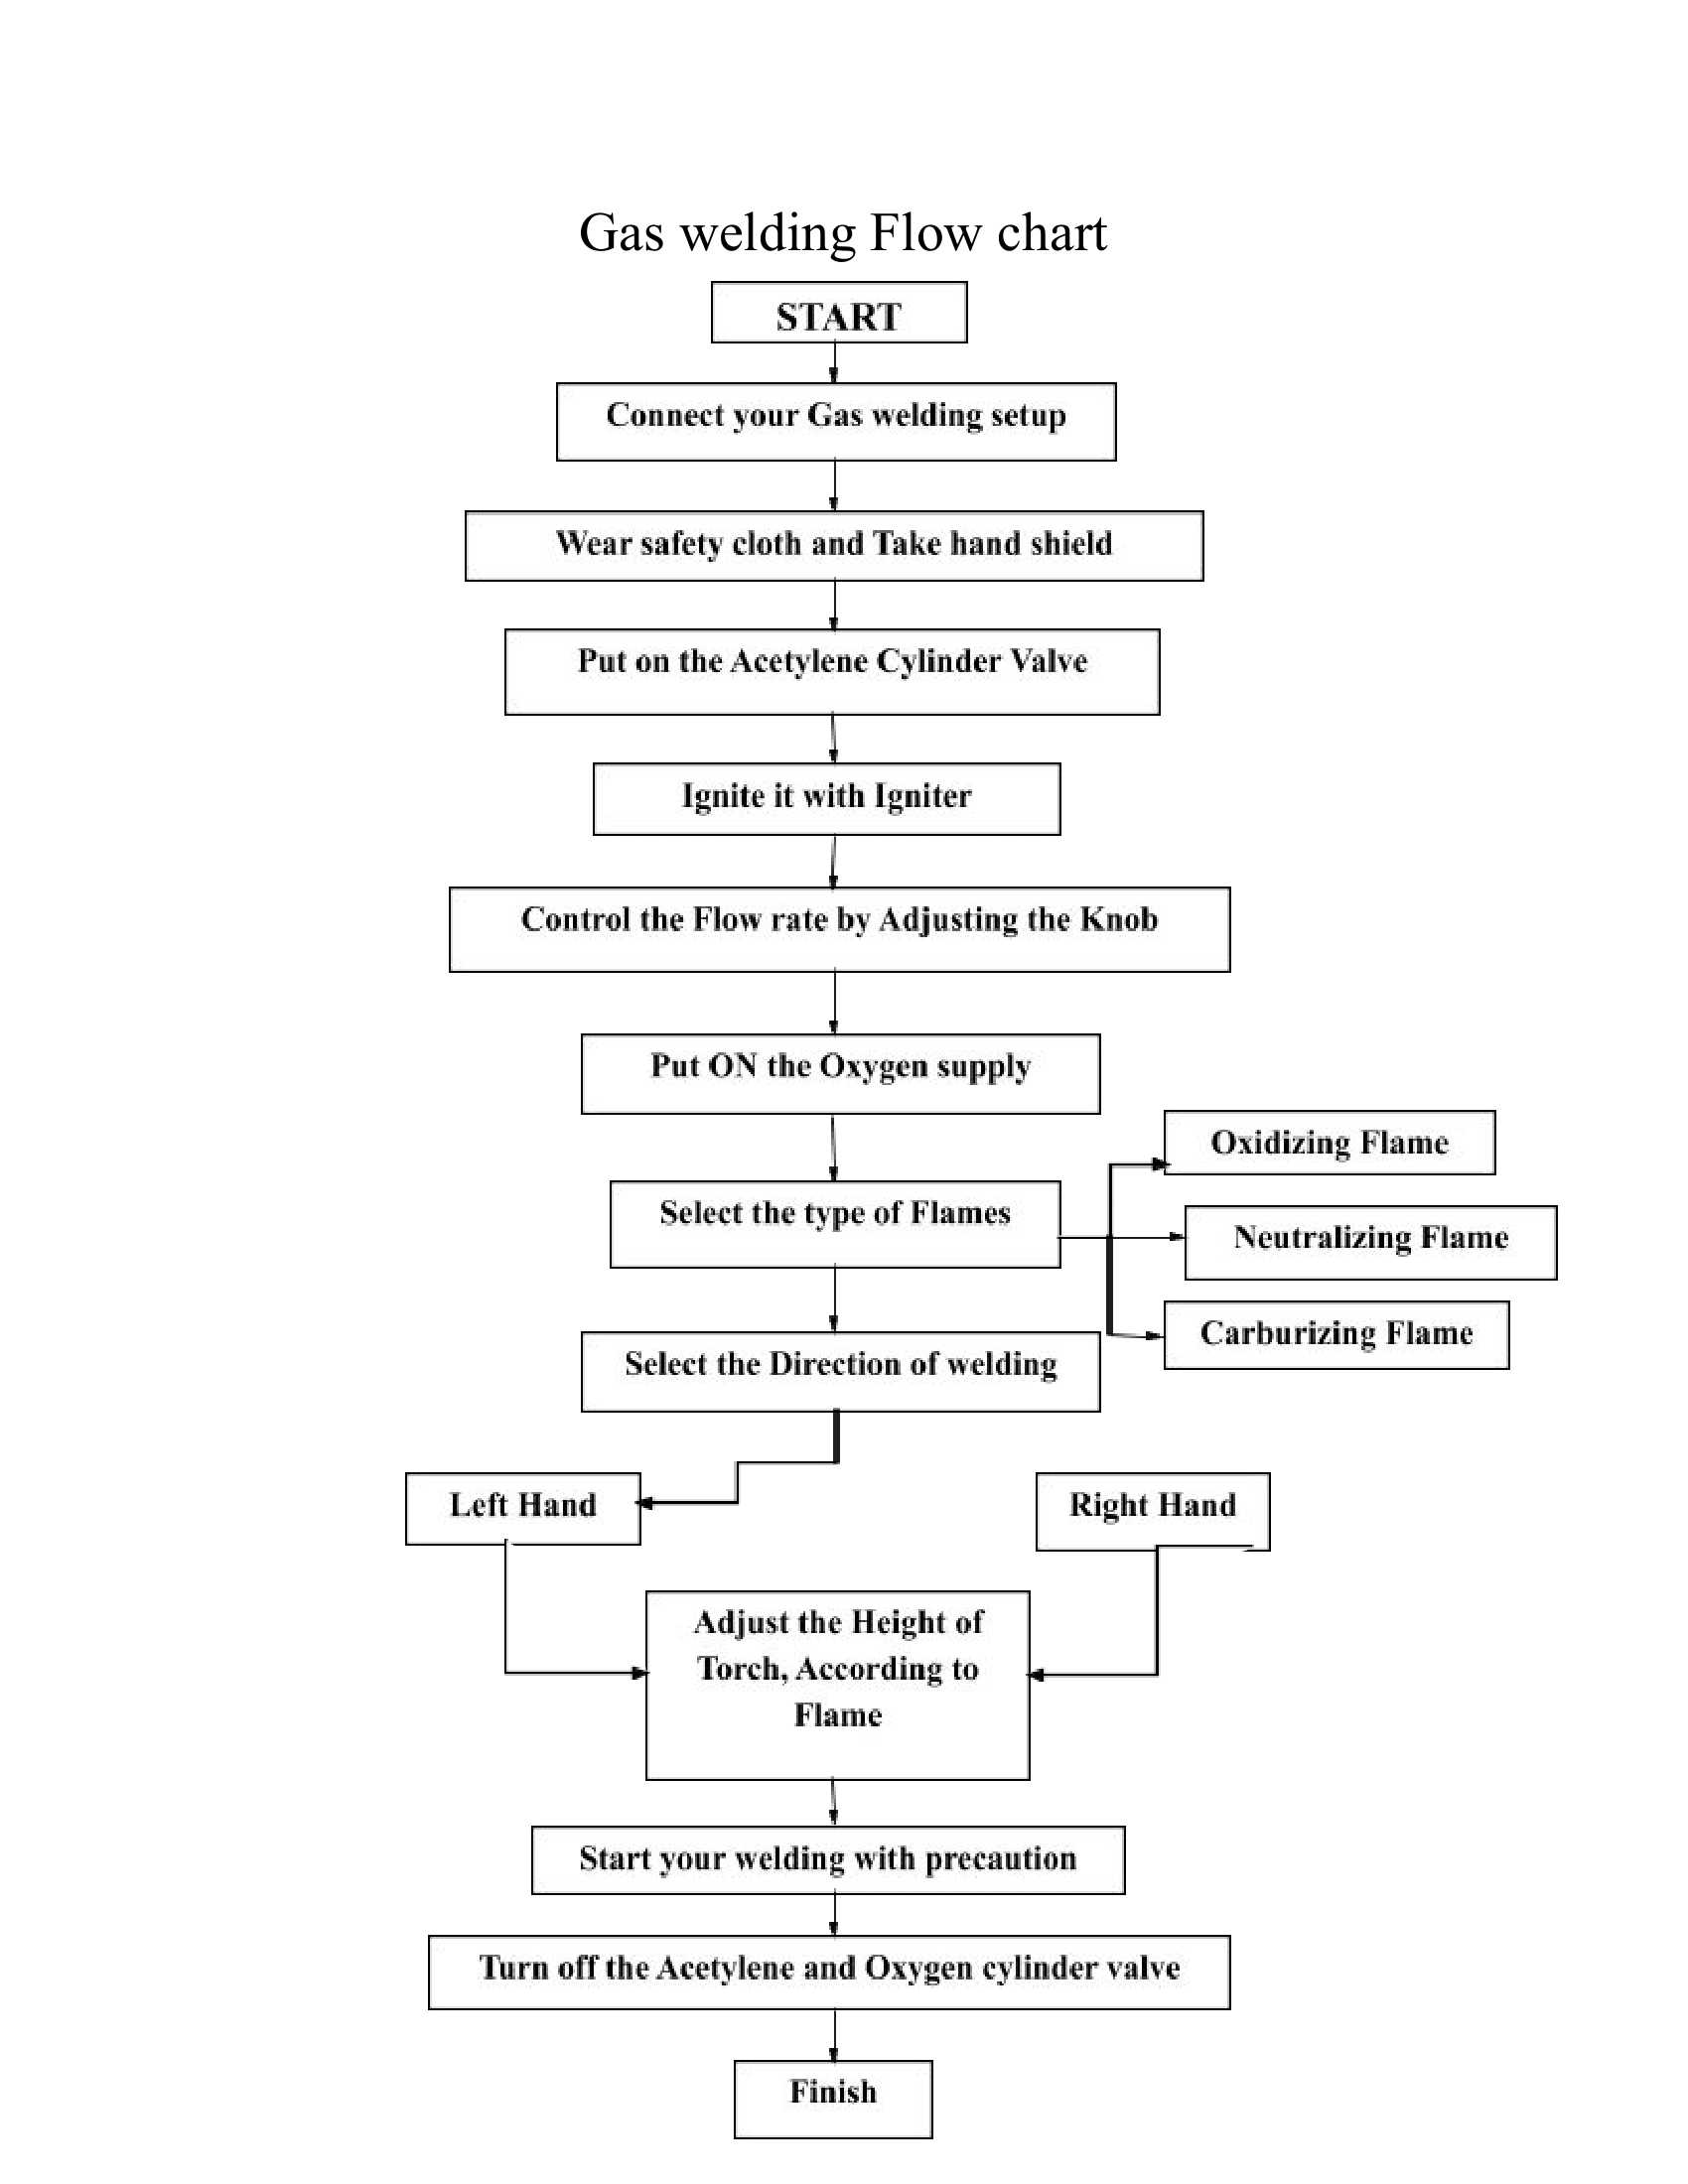 Gas welding Flow chart
START
Connect your Gas welding setup
Wear safety cloth and Take hand shield
Put on the Acetylene Cylinder Valve
Ignite it with Igniter
Control the Flow rate by Adjusting the Knob
Put ON the Oxygen supply
Oxidizing Flame
Select the type of Flames
Neutralizing Flame
Carburizing Flame
Select the Direction of welding
Left Hand
Right Hand
Adjust the Height of
Torch, According to
Flame
Start your welding with precaution
Turn off the Acetylene and Oxygen cylinder valve
Finish